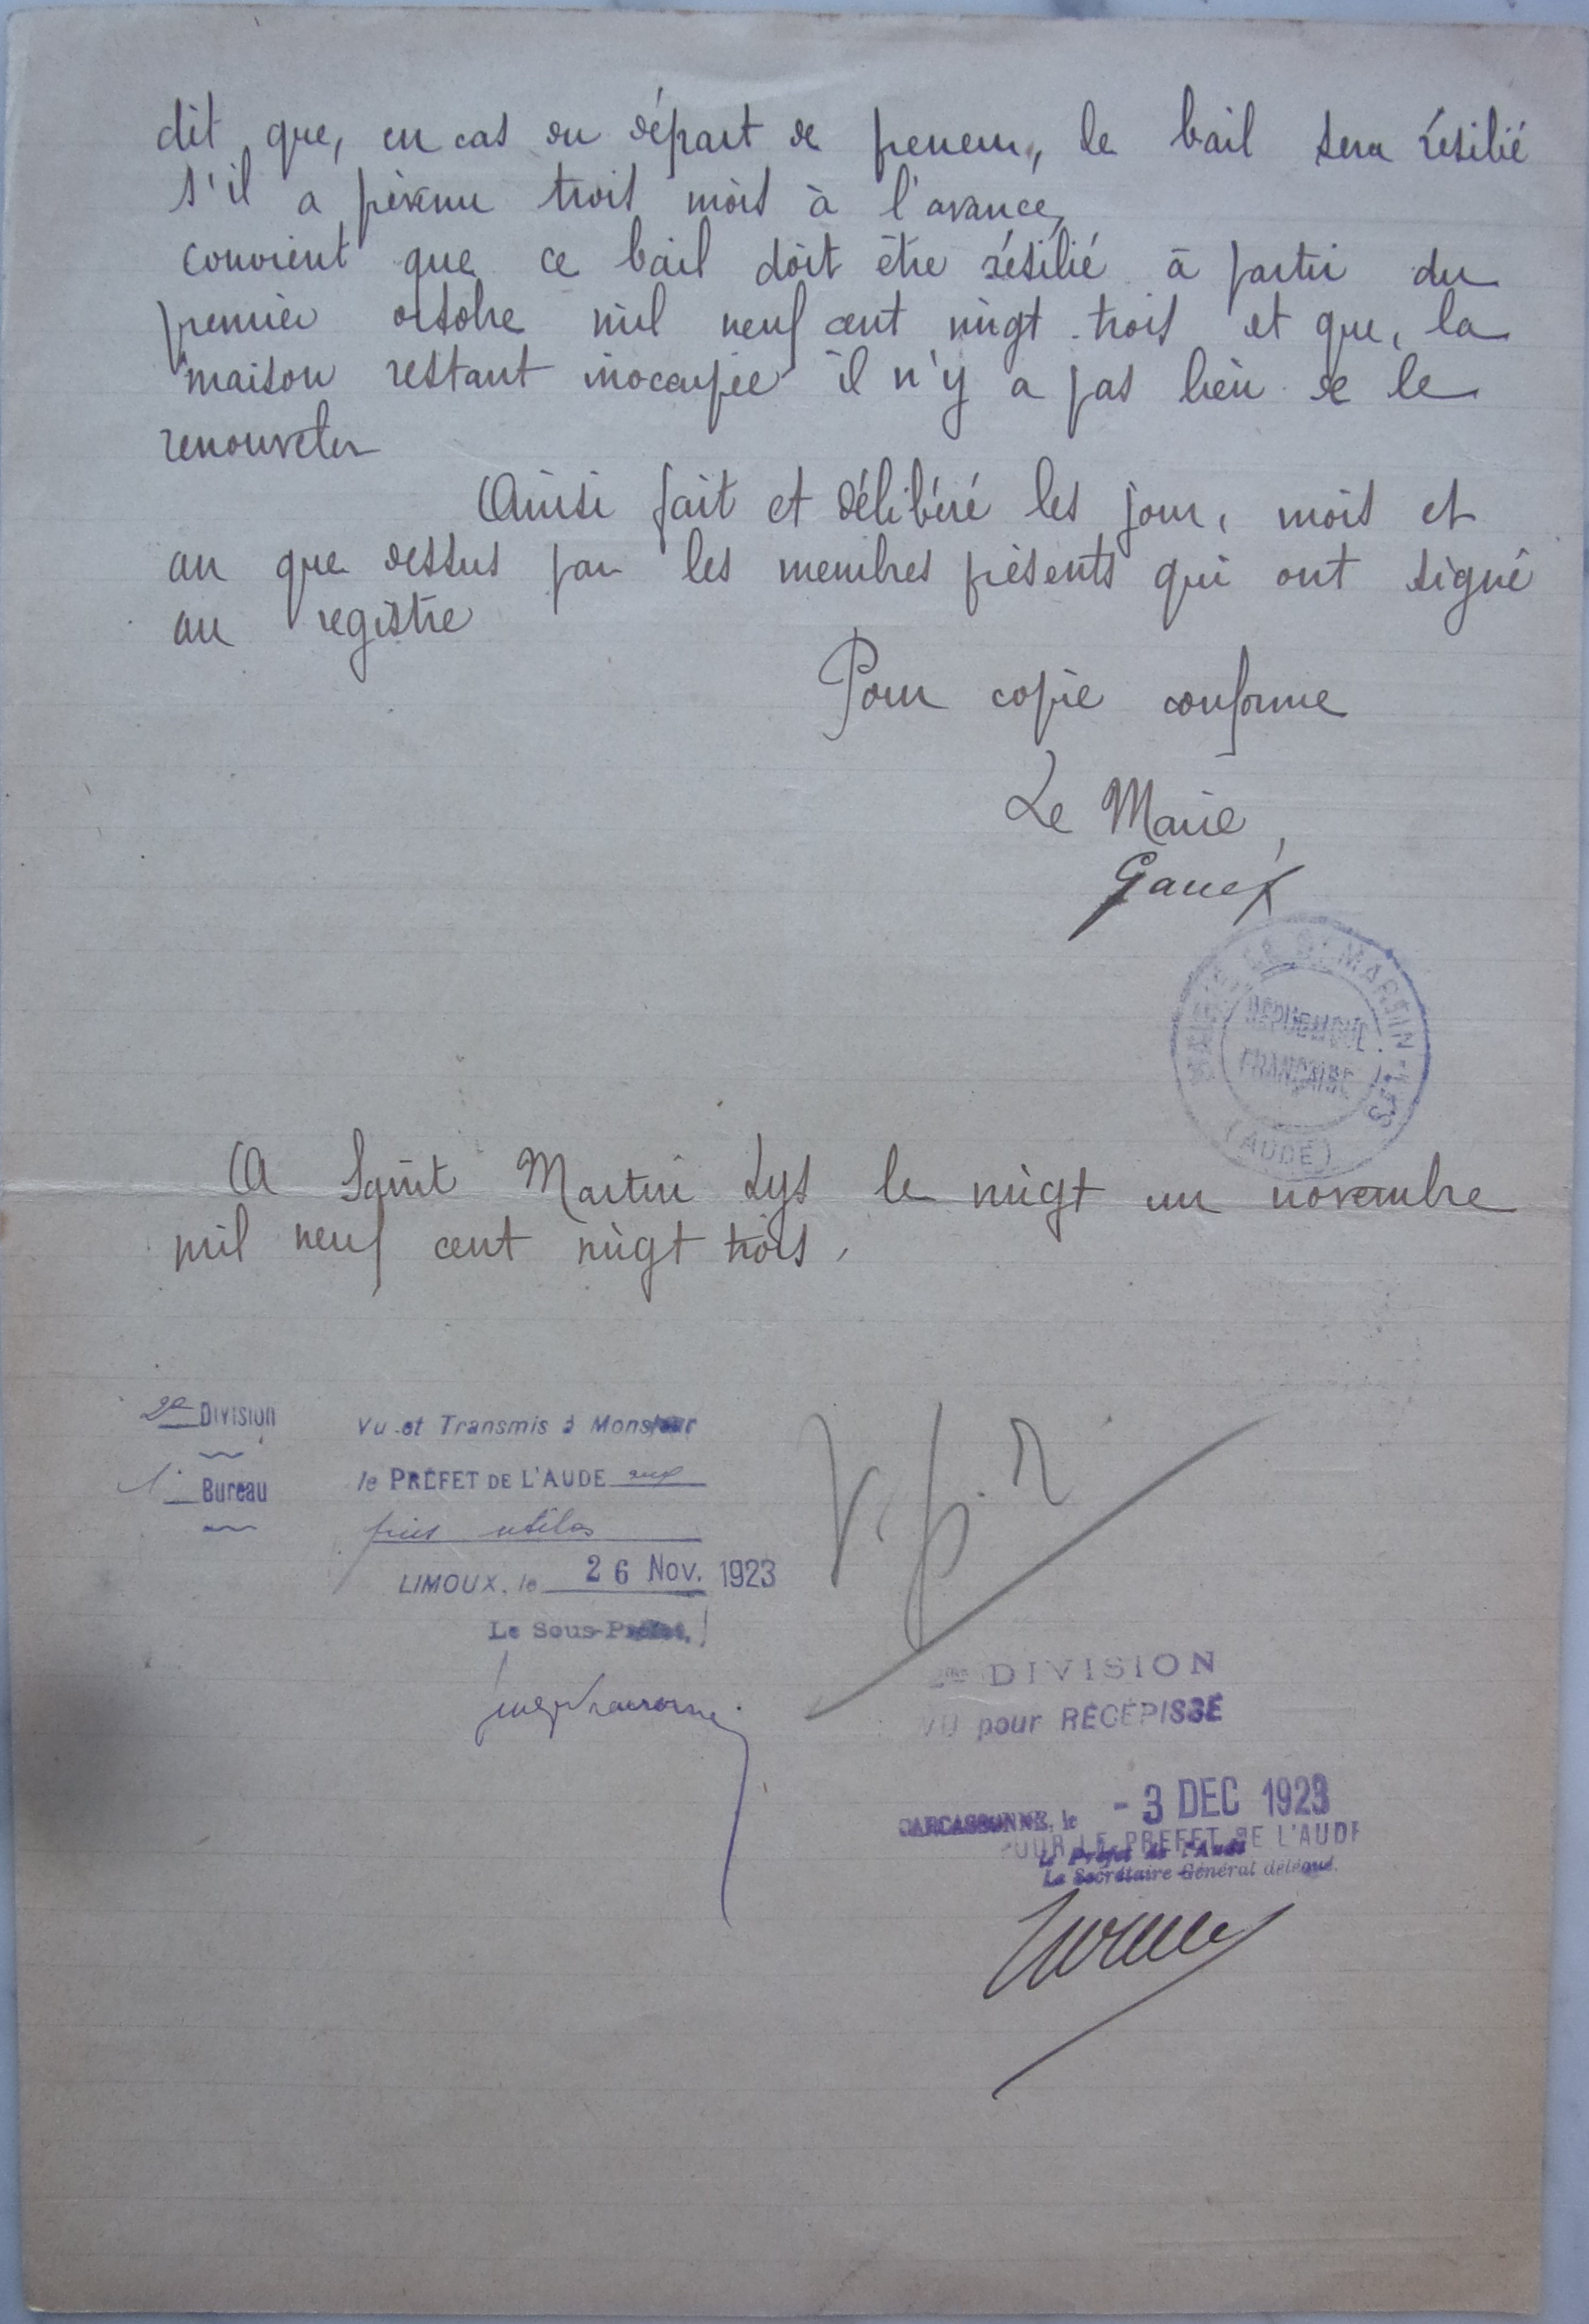 dit que, en cas du départ de preneur, le bail sera résilié
s'il a prévenu trois mois à l'avance,
convient que ce bail doit être résilié à partir du
premier octobre mil neuf cent vingt-trois et que, la
maison restant inoccupée il n'y a pas lieu de le
renouveler
Ainsi fait et délibéré les jour, mois et
an que dessus par les membres présents qui ont signé
au registre
Pour copie conforme
Le Maire,
MAIRIE DE St MARTIN-LYS
RÉPUBLIQUE
FRANÇAISE
(AUDE)
A Saint Martin Lys le vingt un novembre
mil neuf cent vingt trois.
2e DIVISION
1er Bureau
Vu et Transmis à Monsieur
le PRÉFET DE L'AUDE aux
fins utiles
LIMOUX, le 26 NOV. 1923
Le Sous-Préfet,
V. p. r
2me DIVISION
VU pour RÉCÉPISSÉ
CARCASSONNE, le - 3 DEC 1923
POUR LE PREFET DE L'AUDE
Le Préfet de l'Aude
Le Secrétaire Général délégué.